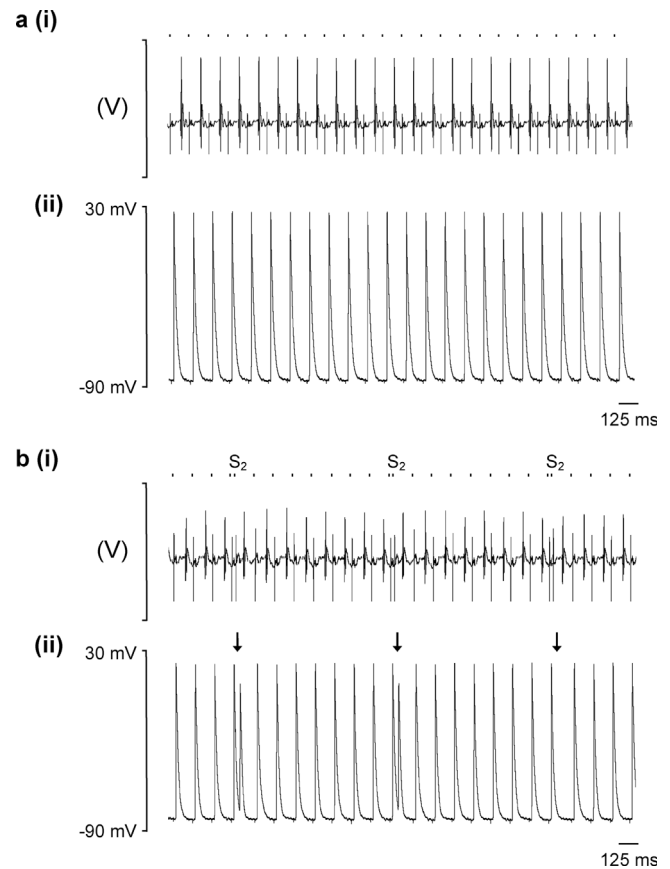 a (i)
(V)
(ii)
30 mV
-90 mV
125 ms
b (i)
S₂ S₂ S₂
(V)
(ii)
30 mV
-90 mV
125 ms